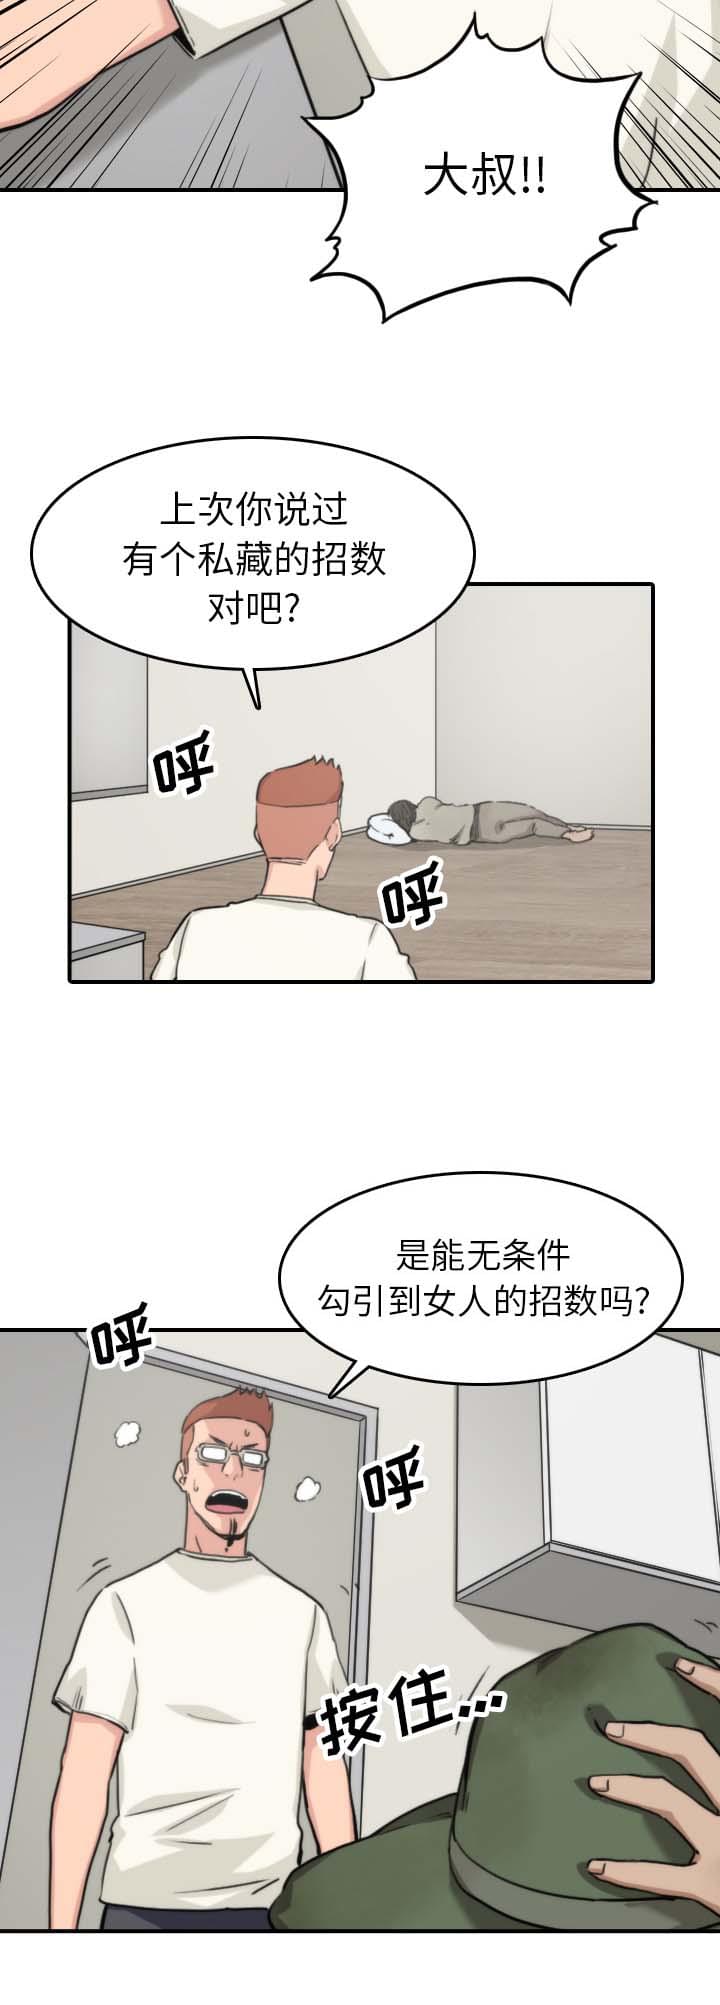 大叔!!
上次你说过
有个私藏的招数
对吧?
呼
呼
是能无条件
勾引到女人的招数吗?
呼
呼
按住...